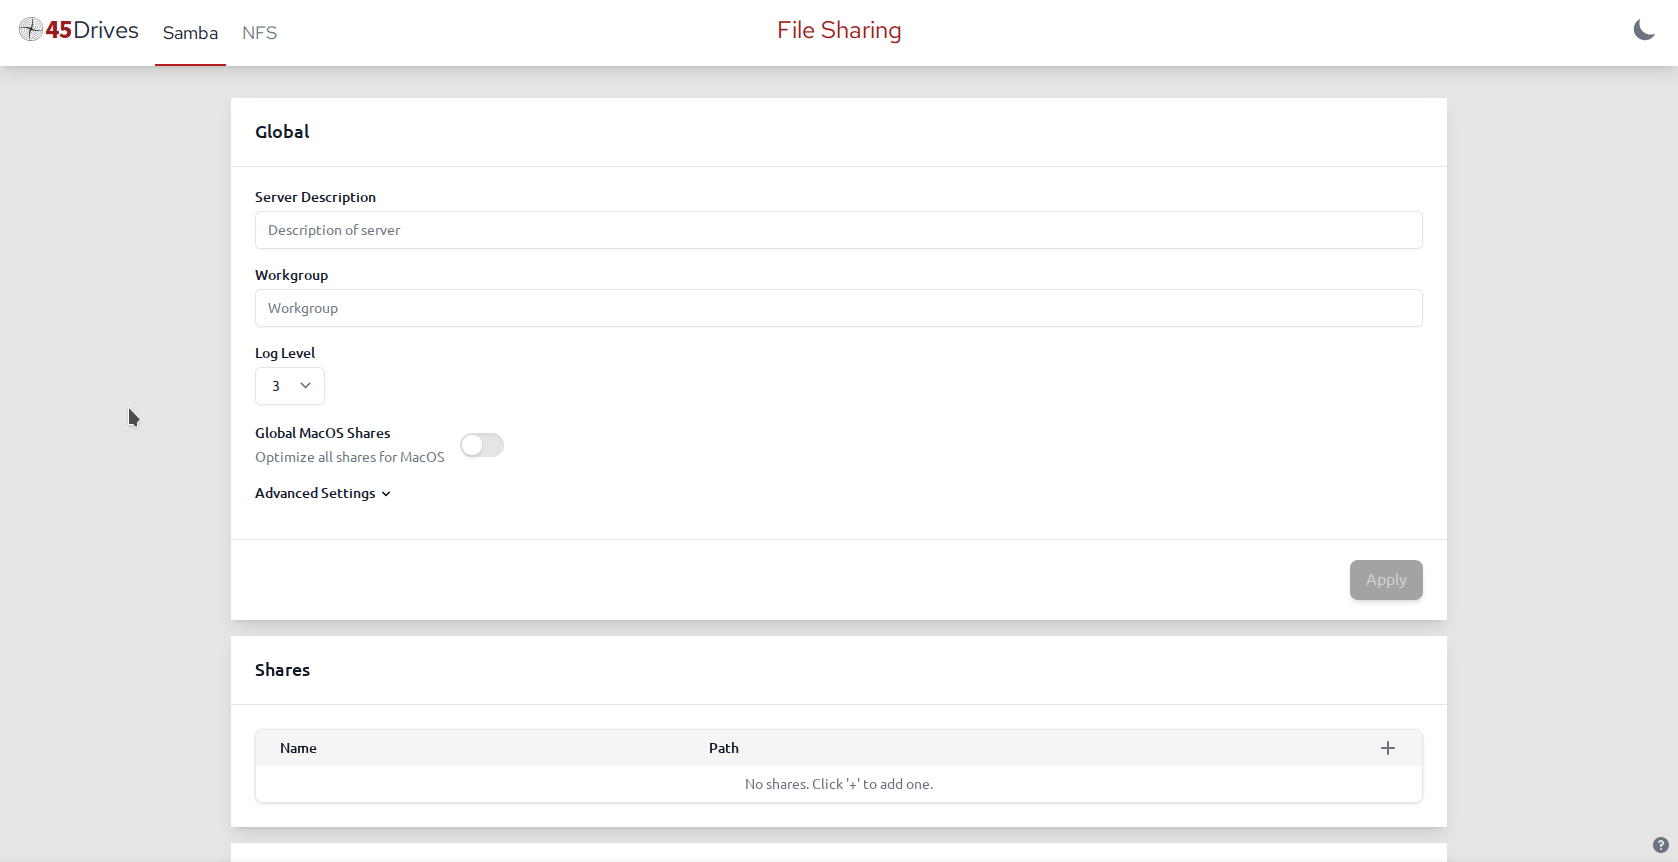 45Drives Samba NFS File Sharing
Global
Server Description
Description of server
Workgroup
Workgroup
Log Level
3
Global MacOS Shares
Optimize all shares for MacOS
Advanced Settings
Apply
Shares
Name Path +
No shares. Click '+' to add one.
?